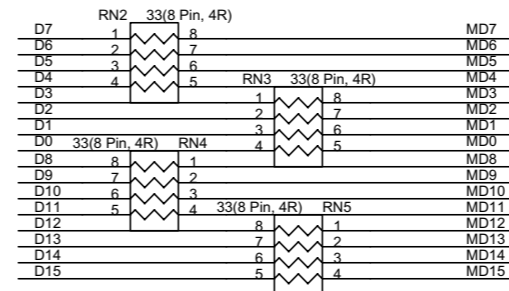 RN2 33(8 Pin, 4R)
D7 1 8 MD7
D6 2 7 MD6
D5 3 6 MD5
D4 4 5 RN3 33(8 Pin, 4R) MD4
D3 1 8 MD3
D2 2 7 MD2
D1 3 6 MD1
D0 33(8 Pin, 4R) RN4 4 5 MD0
D8 8 1 MD8
D9 7 2 MD9
D10 6 3 MD10
D11 5 4 33(8 Pin, 4R) RN5 MD11
D12 8 1 MD12
D13 7 2 MD13
D14 6 3 MD14
D15 5 4 MD15